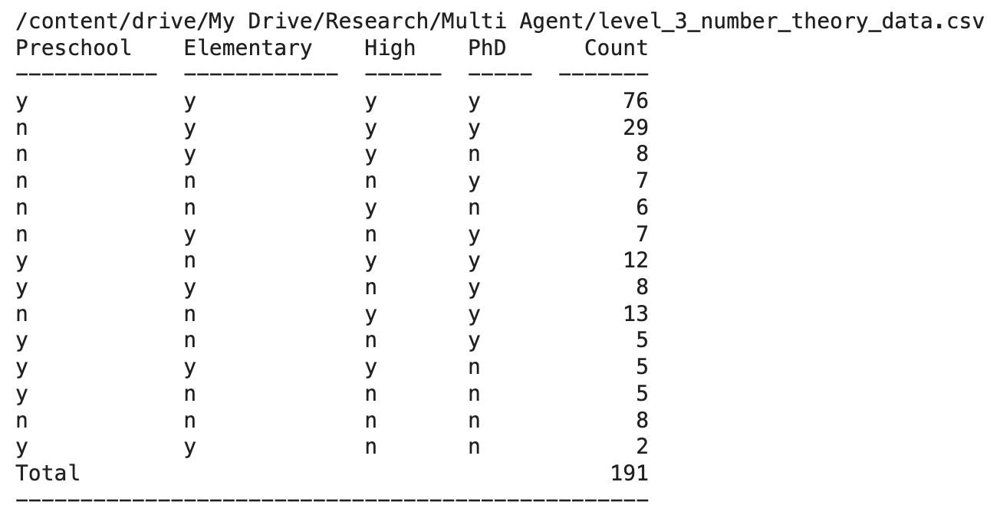 /content/drive/My Drive/Research/Multi Agent/level_3_number_theory_data.csv
Preschool    Elementary    High    PhD      Count
-----------  ------------  ------  -----  -------
y            y             y       y           76
n            y             y       y           29
n            y             y       n            8
n            n             n       y            7
n            n             y       n            6
n            y             n       y            7
y            n             y       y           12
y            y             n       y            8
n            n             y       y           13
y            n             n       y            5
y            y             y       n            5
y            n             n       n            5
n            n             n       n            8
y            y             n       n            2
Total                                         191
-------------------------------------------------